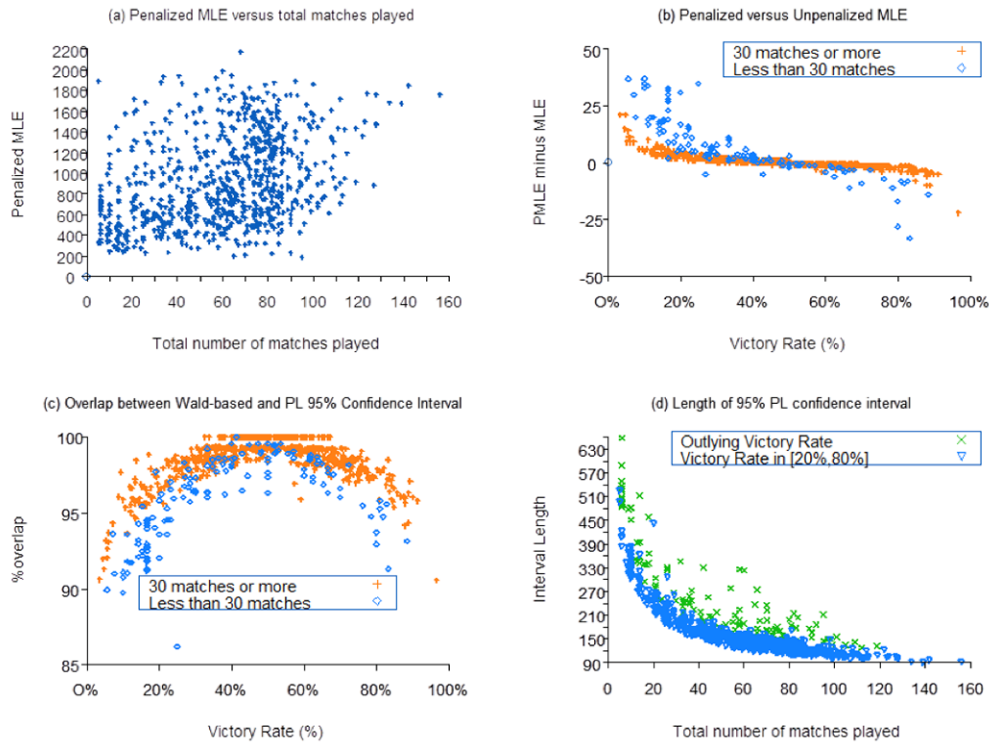 (a) Penalized MLE versus total matches played
2200
2000
1800
1600
1400
1200
1000
800
600
400
200
0
Penalized MLE
0 20 40 60 80 100 120 140 160
Total number of matches played
(b) Penalized versus Unpenalized MLE
30 matches or more
Less than 30 matches
50
25
0
-25
-50
PMLE minus MLE
O% 20% 40% 60% 80% 100%
Victory Rate (%)
(c) Overlap between Wald-based and PL 95% Confidence Interval
100
95
90
85
%overlap
30 matches or more
Less than 30 matches
O% 20% 40% 60% 80% 100%
Victory Rate (%)
(d) Length of 95% PL confidence interval
Outlying Victory Rate
Victory Rate in [20%,80%]
630
570
510
450
390
330
270
210
150
90
Interval Length
0 20 40 60 80 100 120 140 160
Total number of matches played